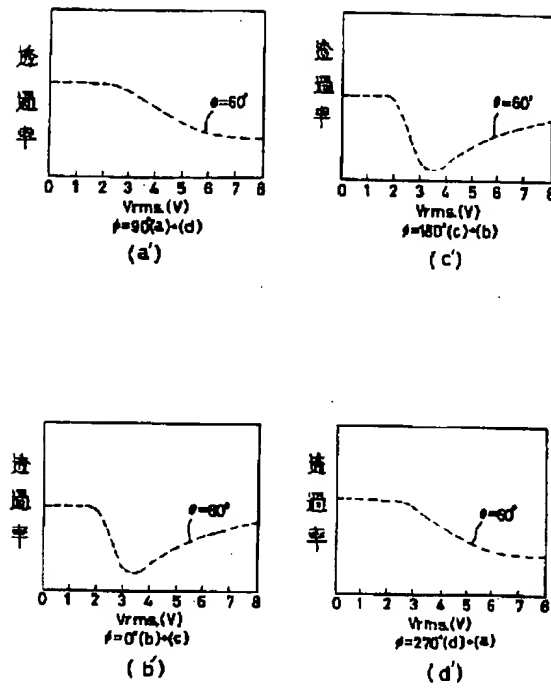 透過率
φ=60°
0 1 2 3 4 5 6 7 8
Vrms.(V)
φ=90°(a)+(d)
(a')
透過率
φ=60°
0 1 2 3 4 5 6 7 8
Vrms.(V)
φ=180°(c)+(b)
(c')
透過率
φ=60°
0 1 2 3 4 5 6 7 8
Vrms.(V)
φ=0°(b)+(c)
(b')
透過率
φ=60°
0 1 2 3 4 5 6 7 8
Vrms.(V)
φ=270°(d)+(a)
(d')